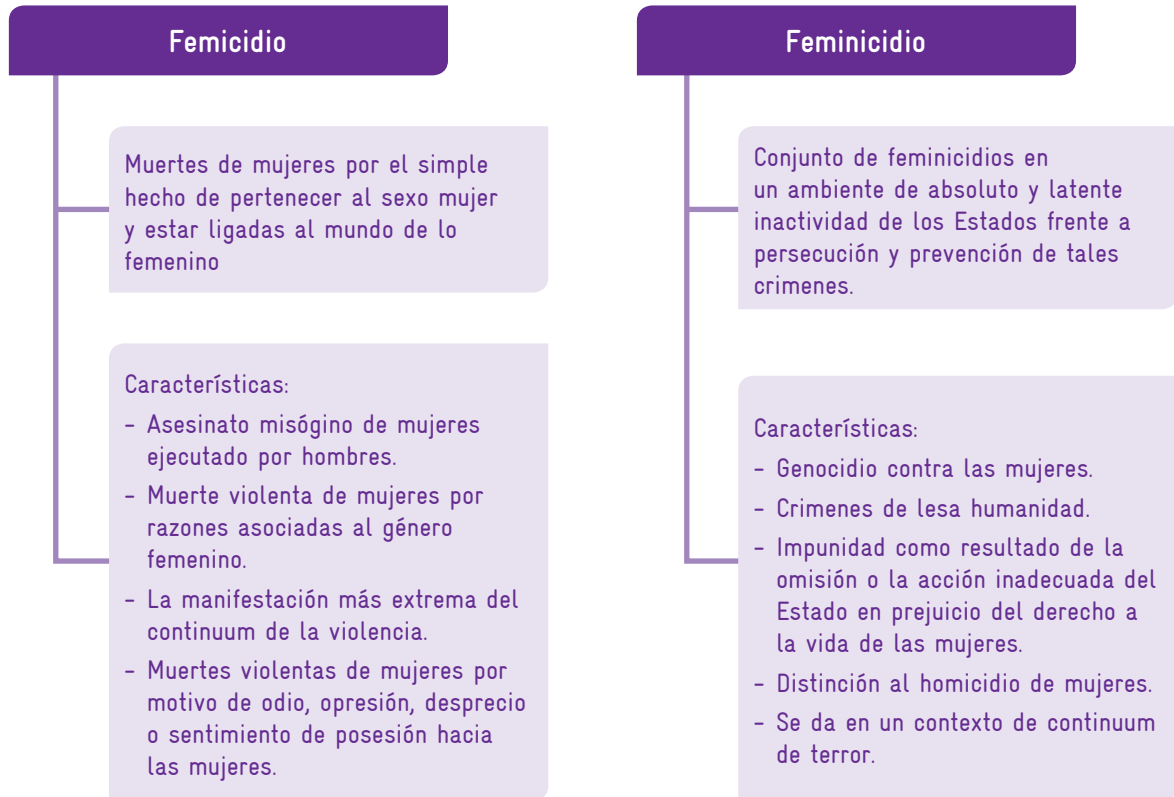 Femicidio
Muertes de mujeres por el simple
hecho de pertenecer al sexo mujer
y estar ligadas al mundo de lo
femenino
Características:
- Asesinato misógino de mujeres
ejecutado por hombres.
- Muerte violenta de mujeres por
razones asociadas al género
femenino.
- La manifestación más extrema del
continuum de la violencia.
- Muertes violentas de mujeres por
motivo de odio, opresión, desprecio
o sentimiento de posesión hacia
las mujeres.
Feminicidio
Conjunto de feminicidios en
un ambiente de absoluto y latente
inactividad de los Estados frente a
persecución y prevención de tales
crimenes.
Características:
- Genocidio contra las mujeres.
- Crimenes de lesa humanidad.
- Impunidad como resultado de la
omisión o la acción inadecuada del
Estado en prejuicio del derecho a
la vida de las mujeres.
- Distinción al homicidio de mujeres.
- Se da en un contexto de continuum
de terror.